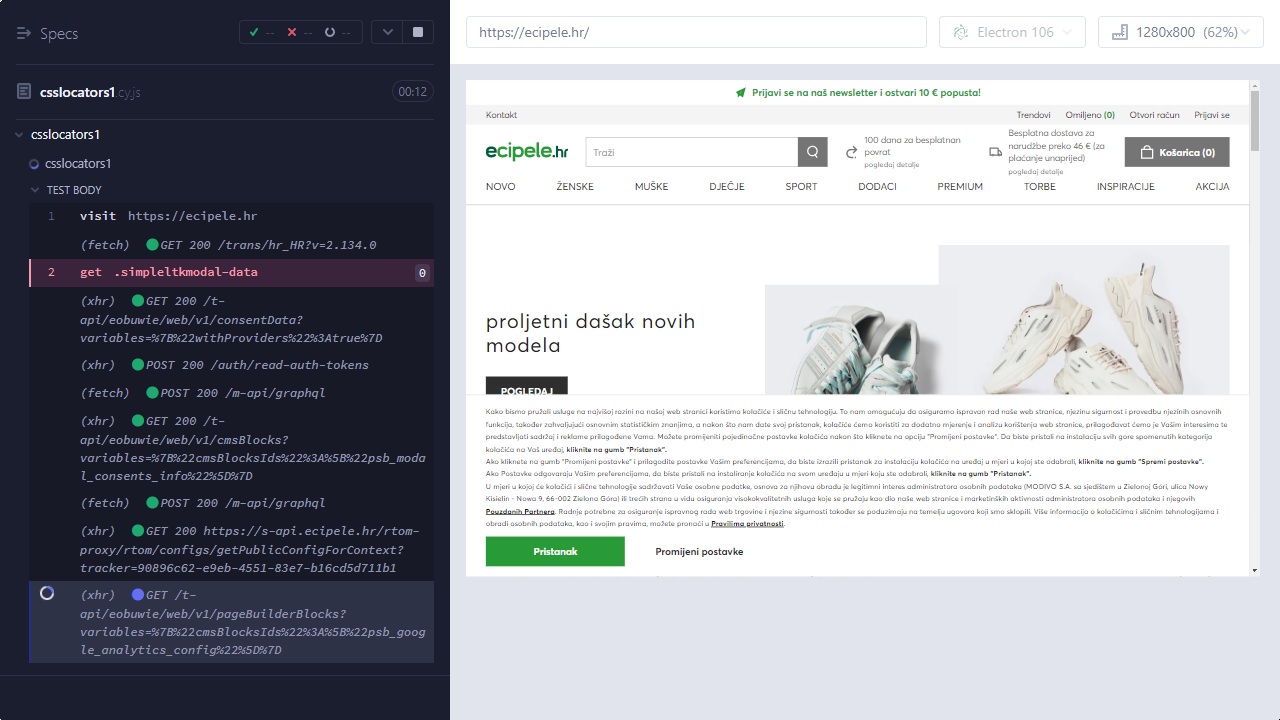 Specs
--
--
--
https://ecipele.hr/
Electron 106
1280x800 (62%)
csslocators1.cy.js
00:12
csslocators1
csslocators1
TEST BODY
1 visit https://ecipele.hr
(fetch) GET 200 /trans/hr_HR?v=2.134.0
2 get .simpleltkmodal-data 0
(xhr) GET 200 /t-
api/eobuwie/web/v1/consentData?
variables=%7B%22withProviders%22%3Atrue%7D
(xhr) POST 200 /auth/read-auth-tokens
(fetch) POST 200 /m-api/graphql
(xhr) GET 200 /t-
api/eobuwie/web/v1/cmsBlocks?
variables=%7B%22cmsBlocksIds%22%3A%5B%22psb_moda
l_consents_info%22%5D%7D
(xhr) POST 200 /m-api/graphql
(xhr) GET 200 https://s-api.ecipele.hr/rtom-
proxy/rtom/configs/getPublicConfigForContext?
tracker=90896c62-e9eb-4551-83e7-b16cd5d711b1
(xhr) GET /t-
api/eobuwie/web/v1/pageBuilderBlocks?
variables=%7B%22cmsBlocksIds%22%3A%5B%22psb_goog
le_analytics_config%22%5D%7D
Prijavi se na naš newsletter i ostvari 10 € popusta!
Kontakt
Trendovi Omiljeno (0) Otvori račun Prijavi se
ecipele.hr
Traži
100 dana za besplatnan
povrat
pogledaj detalje
Besplatna dostava za
narudžbe preko 46 € (za
plaćanje unaprijed)
pogledaj detalje
Košarica (0)
NOVO ŽENSKE MUŠKE DJEČJE SPORT DODACI PREMIUM TORBE INSPIRACIJE AKCIJA
proljetni dašak novih
modela
POGLEDAJ
Kako bismo pružali usluge na najvišoj razini na našoj web stranici koristimo kolačiće i sličnu tehnologiju. To nam omogućuju da osiguramo ispravan rad naše web stranice, njezinu sigurnost i provedbu njezinih osnovnih
funkcija, također zahvaljujući osnovnim statističkim znanjima, a nakon što nam date svoj pristanak, kolačiće ćemo koristiti za dodatno mjerenje i analizu korištenja web stranice, prilagođavat ćemo je Vašim interesima te
predstavljati sadržaj i reklame prilagođene Vama. Možete promijeniti pojedinačne postavke kolačića nakon što kliknete na opciju "Promijeni postavke". Da biste pristali na instalaciju svih gore spomenutih kategorija
kolačića na Vaš uređaj, kliknite na gumb "Pristanak".
Ako kliknete na gumb "Promijeni postavke" i prilagodite postavke Vašim preferencijama, da biste izrazili pristanak za instalaciju kolačića na uređaj u mjeri u kojoj ste odabrali, kliknite na gumb "Spremi postavke".
Ako Postavke odgovaraju Vašim preferencijama, da biste pristali na instaliranje kolačića na svom uređaju u mjeri koju ste odabrali, kliknite na gumb "Pristanak".
U mjeri u kojoj će kolačići i slične tehnologije sadržavati Vaše osobne podatke, osnova za njihovu obradu je legitimni interes administratora osobnih podataka (MODIVO S.A. sa sjedištem u Zielonoj Góri, ulica Nowy
Kisielin - Nowa 9, 66-002 Zielona Góra) ili trećih strana u vidu osiguranja visokokvalitetnih usluga koje se pružaju kao dio naše web stranice i marketinških aktivnosti administratora osobnih podataka i njegovih
Pouzdanih Partnera. Radnje potrebne za osiguranje ispravnog rada web trgovine i njezine sigurnosti također se poduzimaju na temelju ugovora koji smo sklopili. Više informacija o kolačićima i sličnim tehnologijama i
obradi osobnih podataka, kao i svojim pravima, možete pronaći u Pravilima privatnosti.
Pristanak Promijeni postavke